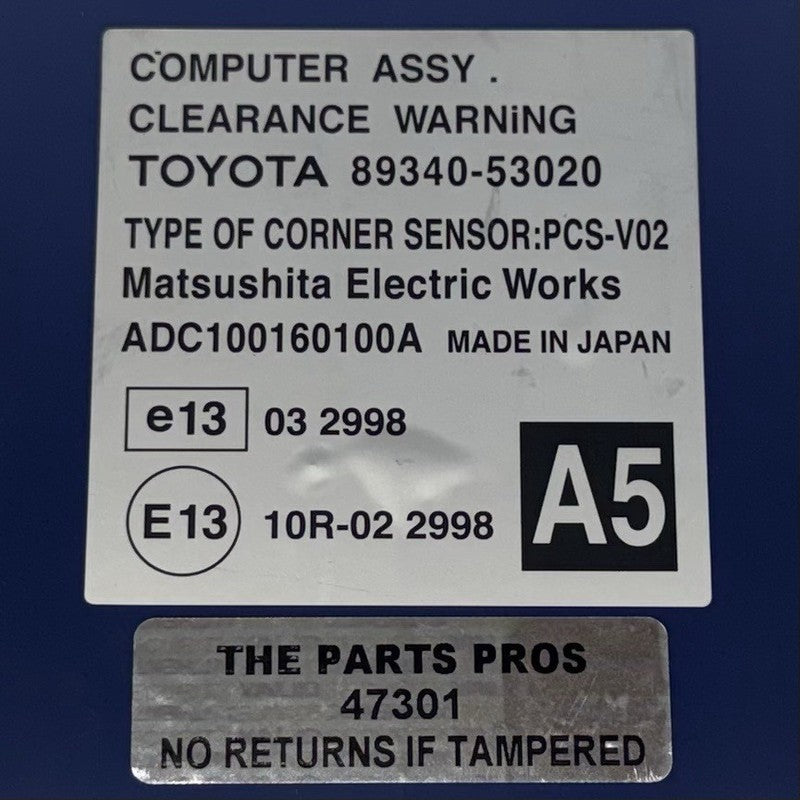 COMPUTER ASSY .
CLEARANCE WARNiNG
TOYOTA 89340-53020
TYPE OF CORNER SENSOR:PCS-V02
Matsushita Electric Works
ADC100160100A MADE IN JAPAN
e13 03 2998
E13 10R-02 2998
A5
THE PARTS PROS
47301
NO RETURNS IF TAMPERED